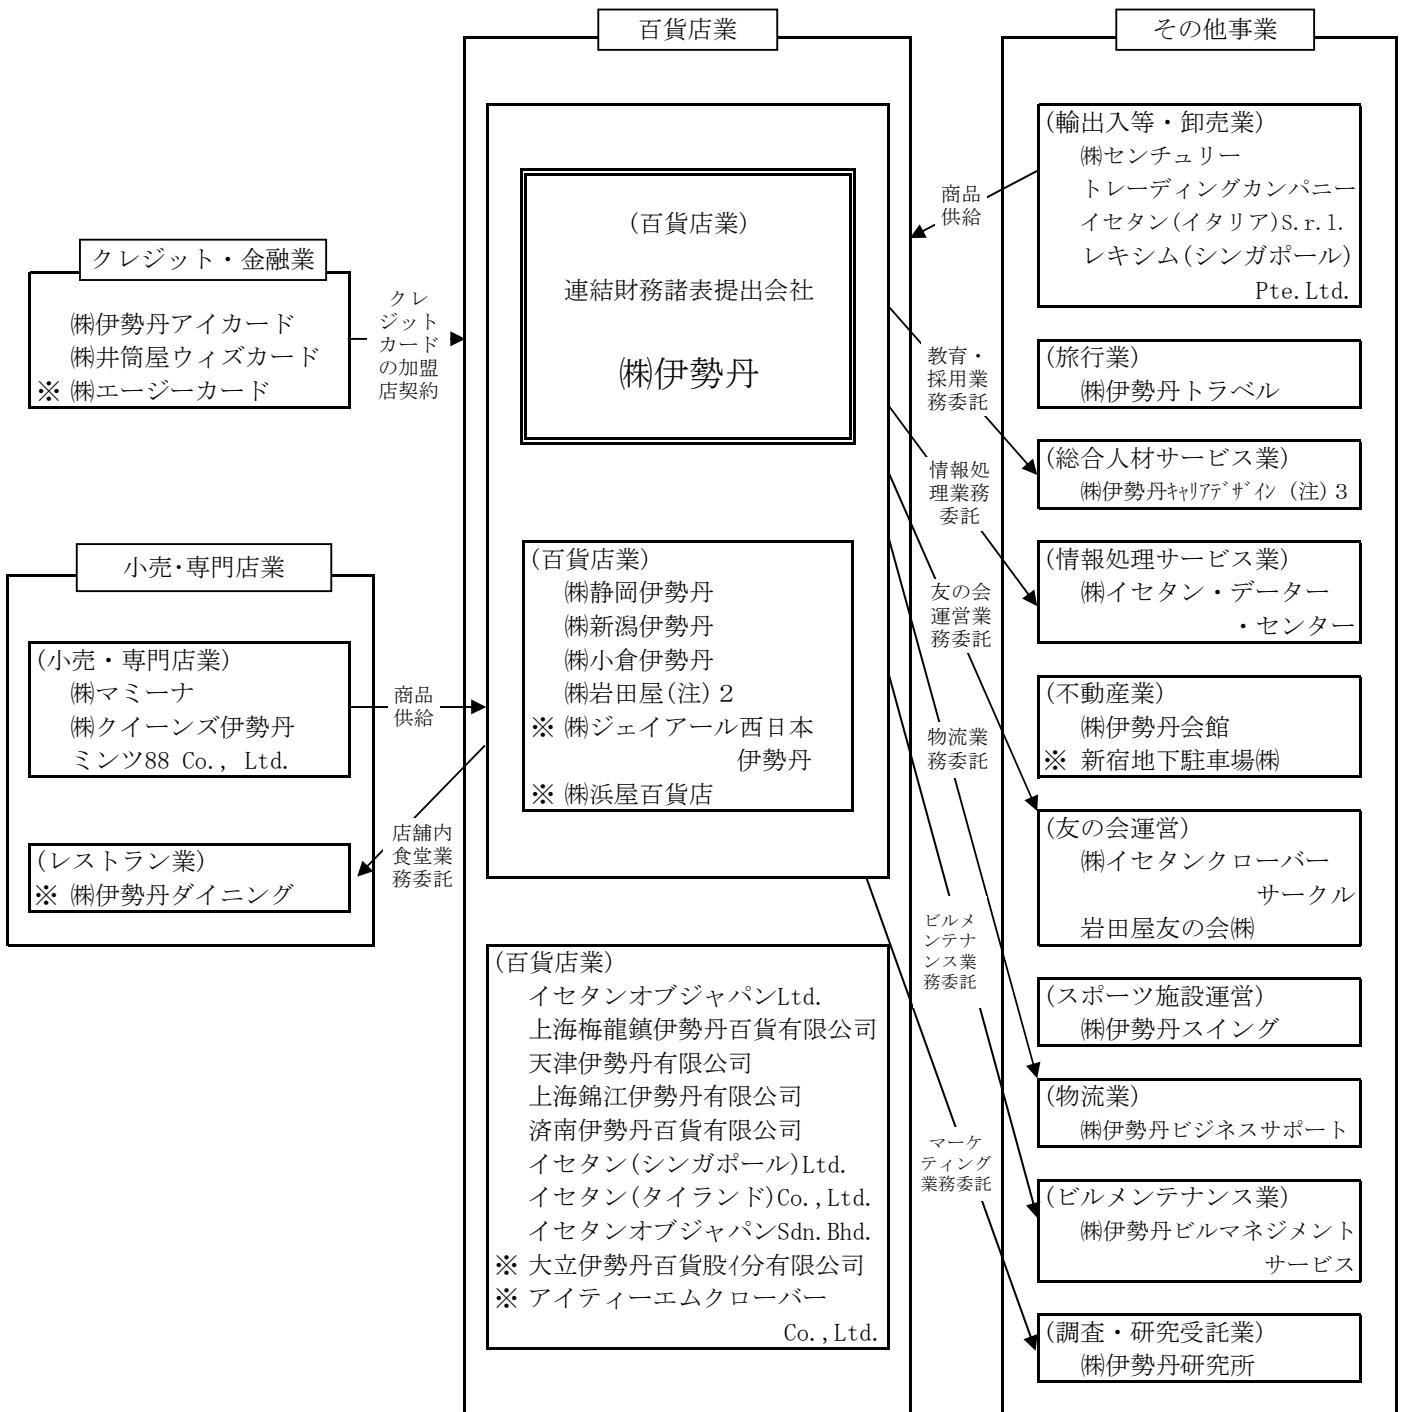 百貨店業
その他事業
クレジット・金融業
㈱伊勢丹アイカード
㈱井筒屋ウィズカード
※ ㈱エージーカード
クレ
ジット
カード
の加盟
店契約
小売・専門店業
(小売・専門店業)
㈱マミーナ
㈱クイーンズ伊勢丹
ミンツ88 Co., Ltd.
(レストラン業)
※ ㈱伊勢丹ダイニング
商品
供給
店舗内
食堂業
務委託
(百貨店業)
連結財務諸表提出会社
㈱伊勢丹
(百貨店業)
㈱静岡伊勢丹
㈱新潟伊勢丹
㈱小倉伊勢丹
㈱岩田屋(注)2
※ ㈱ジェイアール西日本
伊勢丹
※ ㈱浜屋百貨店
(百貨店業)
イセタンオブジャパンLtd.
上海梅龍鎮伊勢丹百貨有限公司
天津伊勢丹有限公司
上海錦江伊勢丹有限公司
済南伊勢丹百貨有限公司
イセタン(シンガポール)Ltd.
イセタン(タイランド)Co.,Ltd.
イセタンオブジャパンSdn.Bhd.
※ 大立伊勢丹百貨股份有限公司
※ アイティーエムクローバー
Co.,Ltd.
商品
供給
教育・
採用業
務委託
情報処
理業務
委託
友の会
運営業
務委託
物流業
務委託
ビルメ
ンテナ
ンス業
務委託
マーケ
ティング
業務委託
(輸出入等・卸売業)
㈱センチュリー
トレーディングカンパニー
イセタン(イタリア)S.r.l.
レキシム(シンガポール)
Pte.Ltd.
(旅行業)
㈱伊勢丹トラベル
(総合人材サービス業)
㈱伊勢丹ｷｬﾘｱﾃﾞｻﾞｲﾝ (注)3
(情報処理サービス業)
㈱イセタン・データー
・センター
(不動産業)
㈱伊勢丹会館
※ 新宿地下駐車場㈱
(友の会運営)
㈱イセタンクローバー
サークル
岩田屋友の会㈱
(スポーツ施設運営)
㈱伊勢丹スイング
(物流業)
㈱伊勢丹ビジネスサポート
(ビルメンテナンス業)
㈱伊勢丹ビルマネジメント
サービス
(調査・研究受託業)
㈱伊勢丹研究所